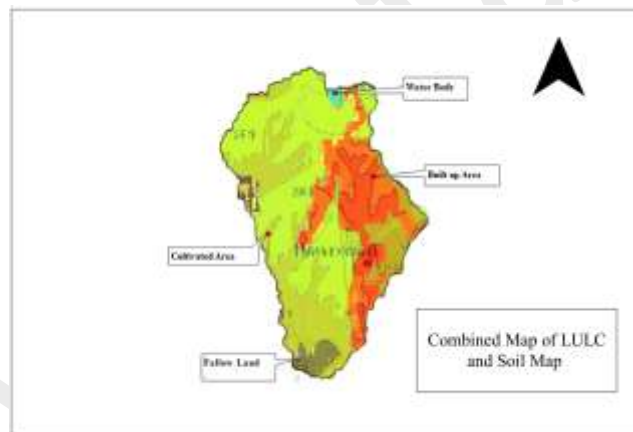 Water Body
Built up Area
Cultivated Area
Fallow Land
Combined Map of LULC
and Soil Map